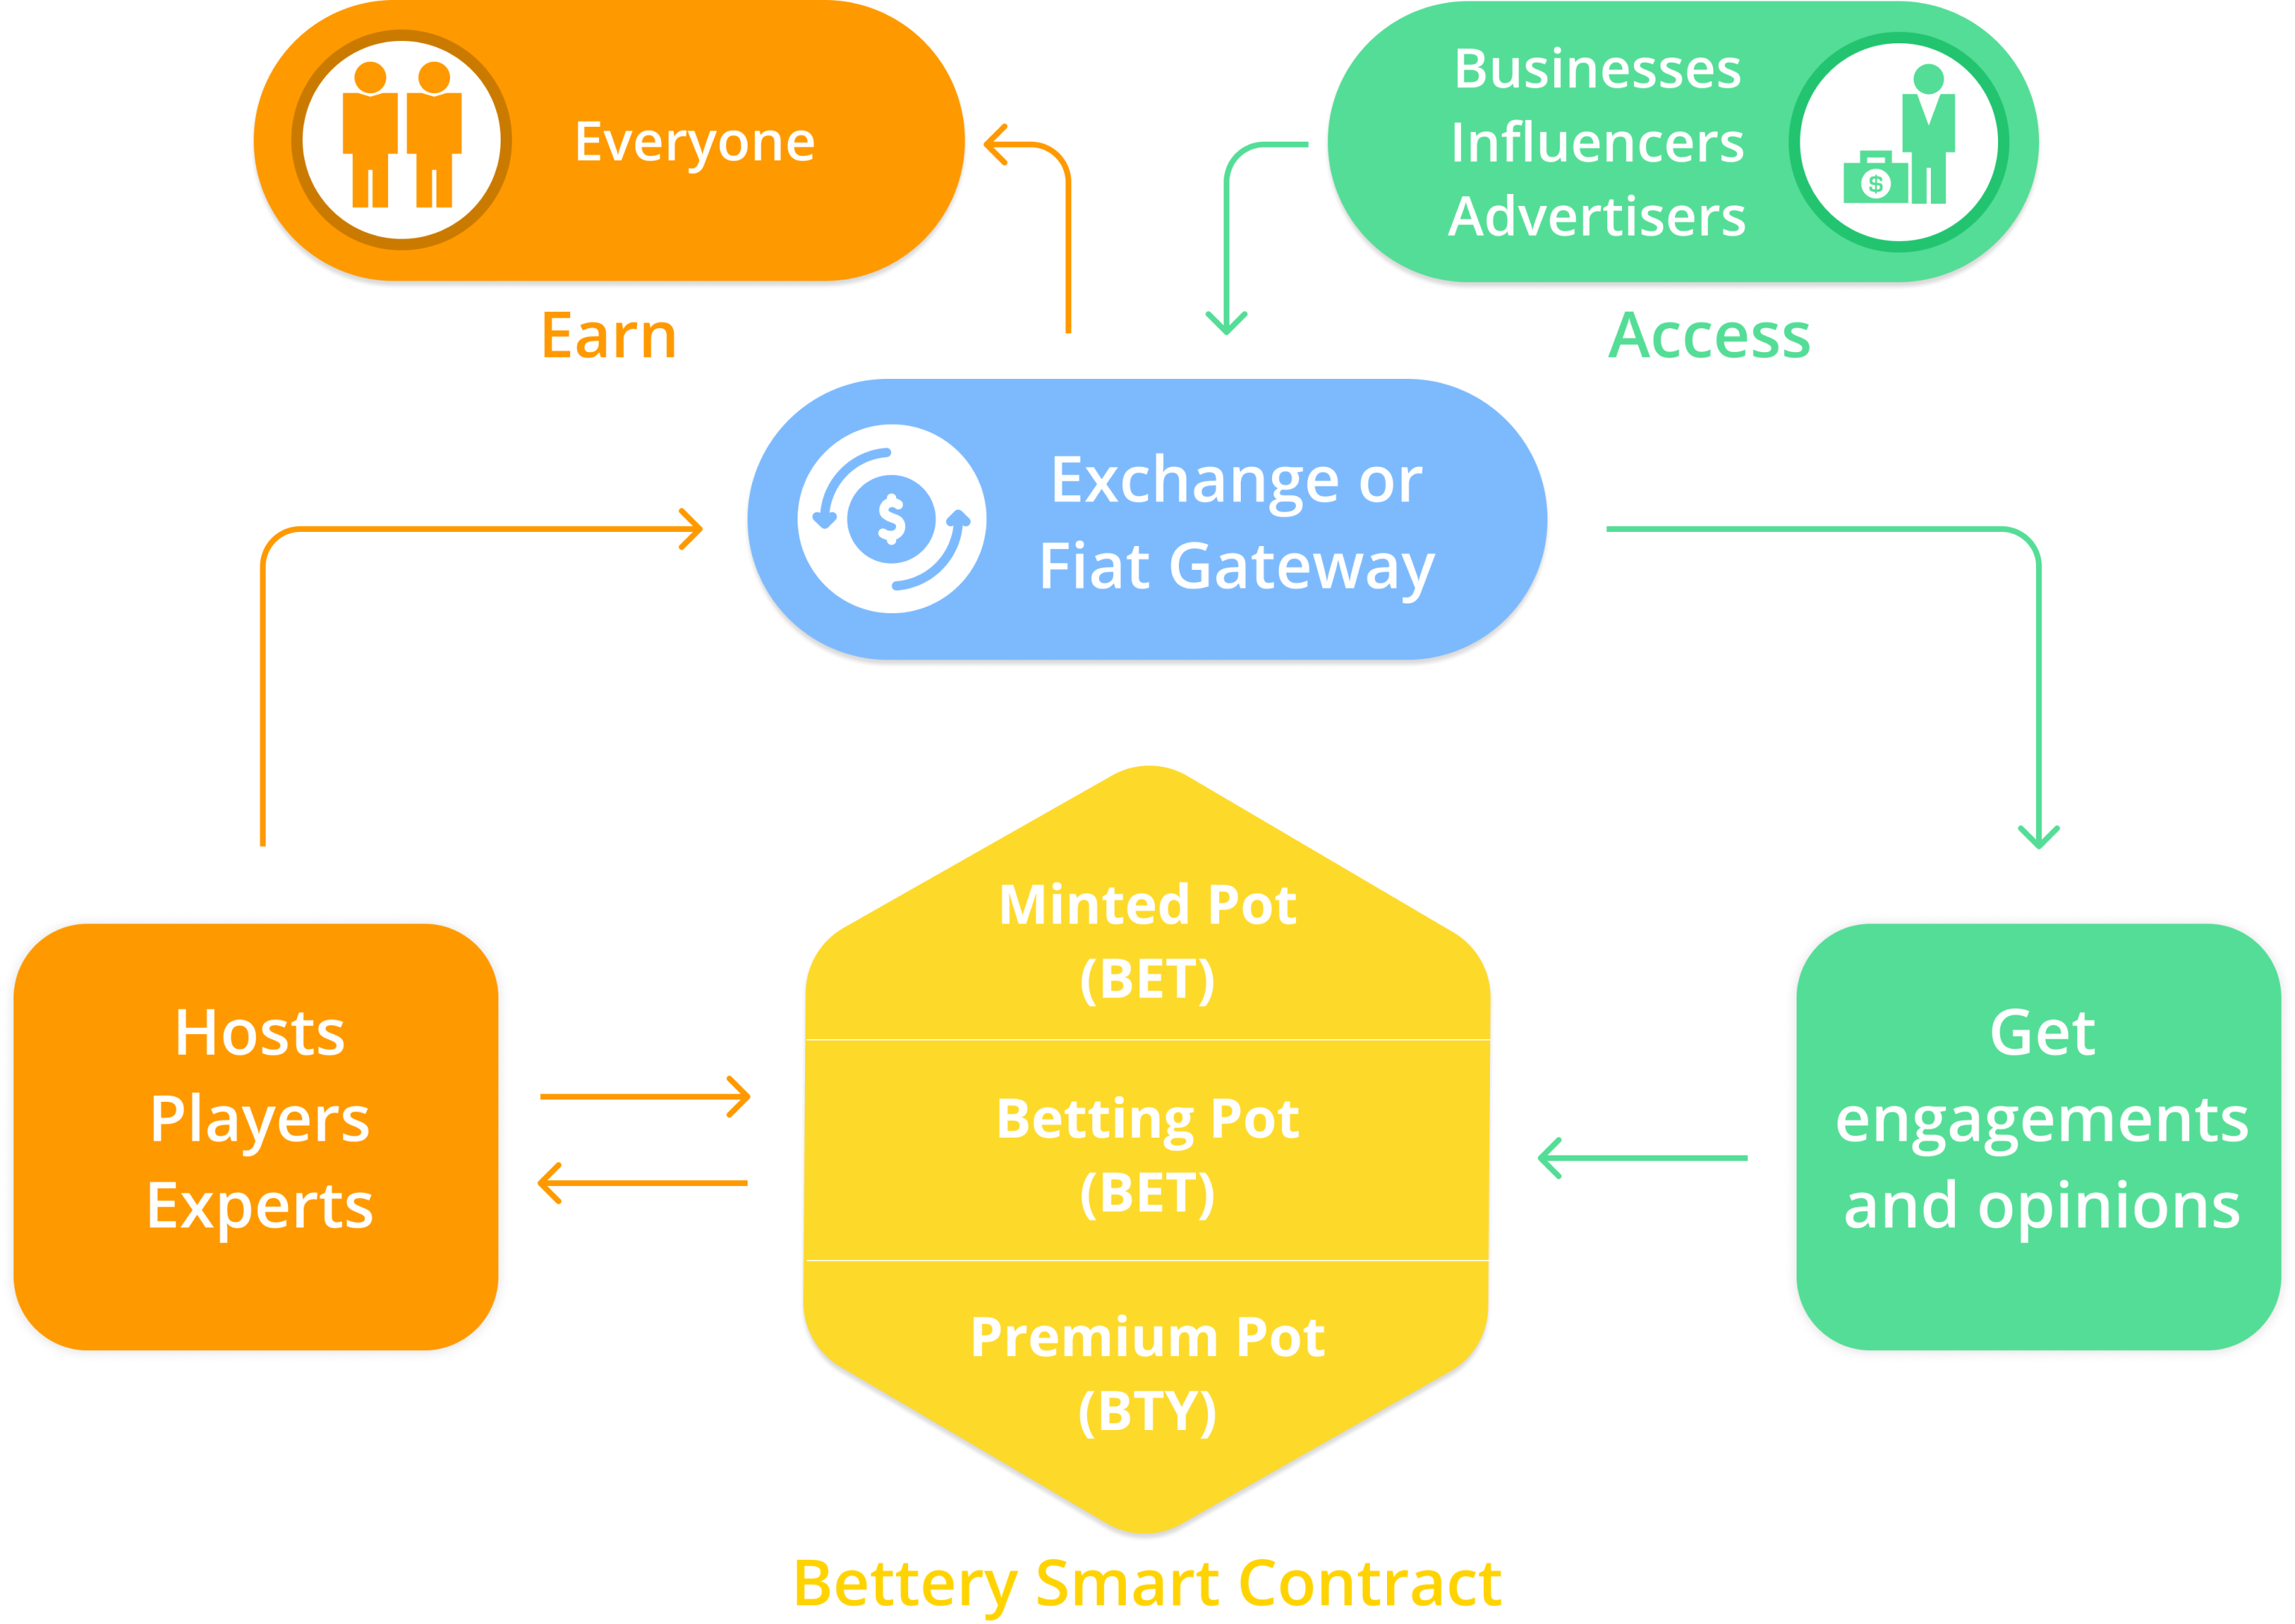 Everyone
Earn
Businesses
Influencers
Advertisers
$
Access
$
Exchange or
Fiat Gateway
Hosts
Players
Experts
Minted Pot
(BET)
Betting Pot
(BET)
Premium Pot
(BTY)
Get
engagements
and opinions
Bettery Smart Contract